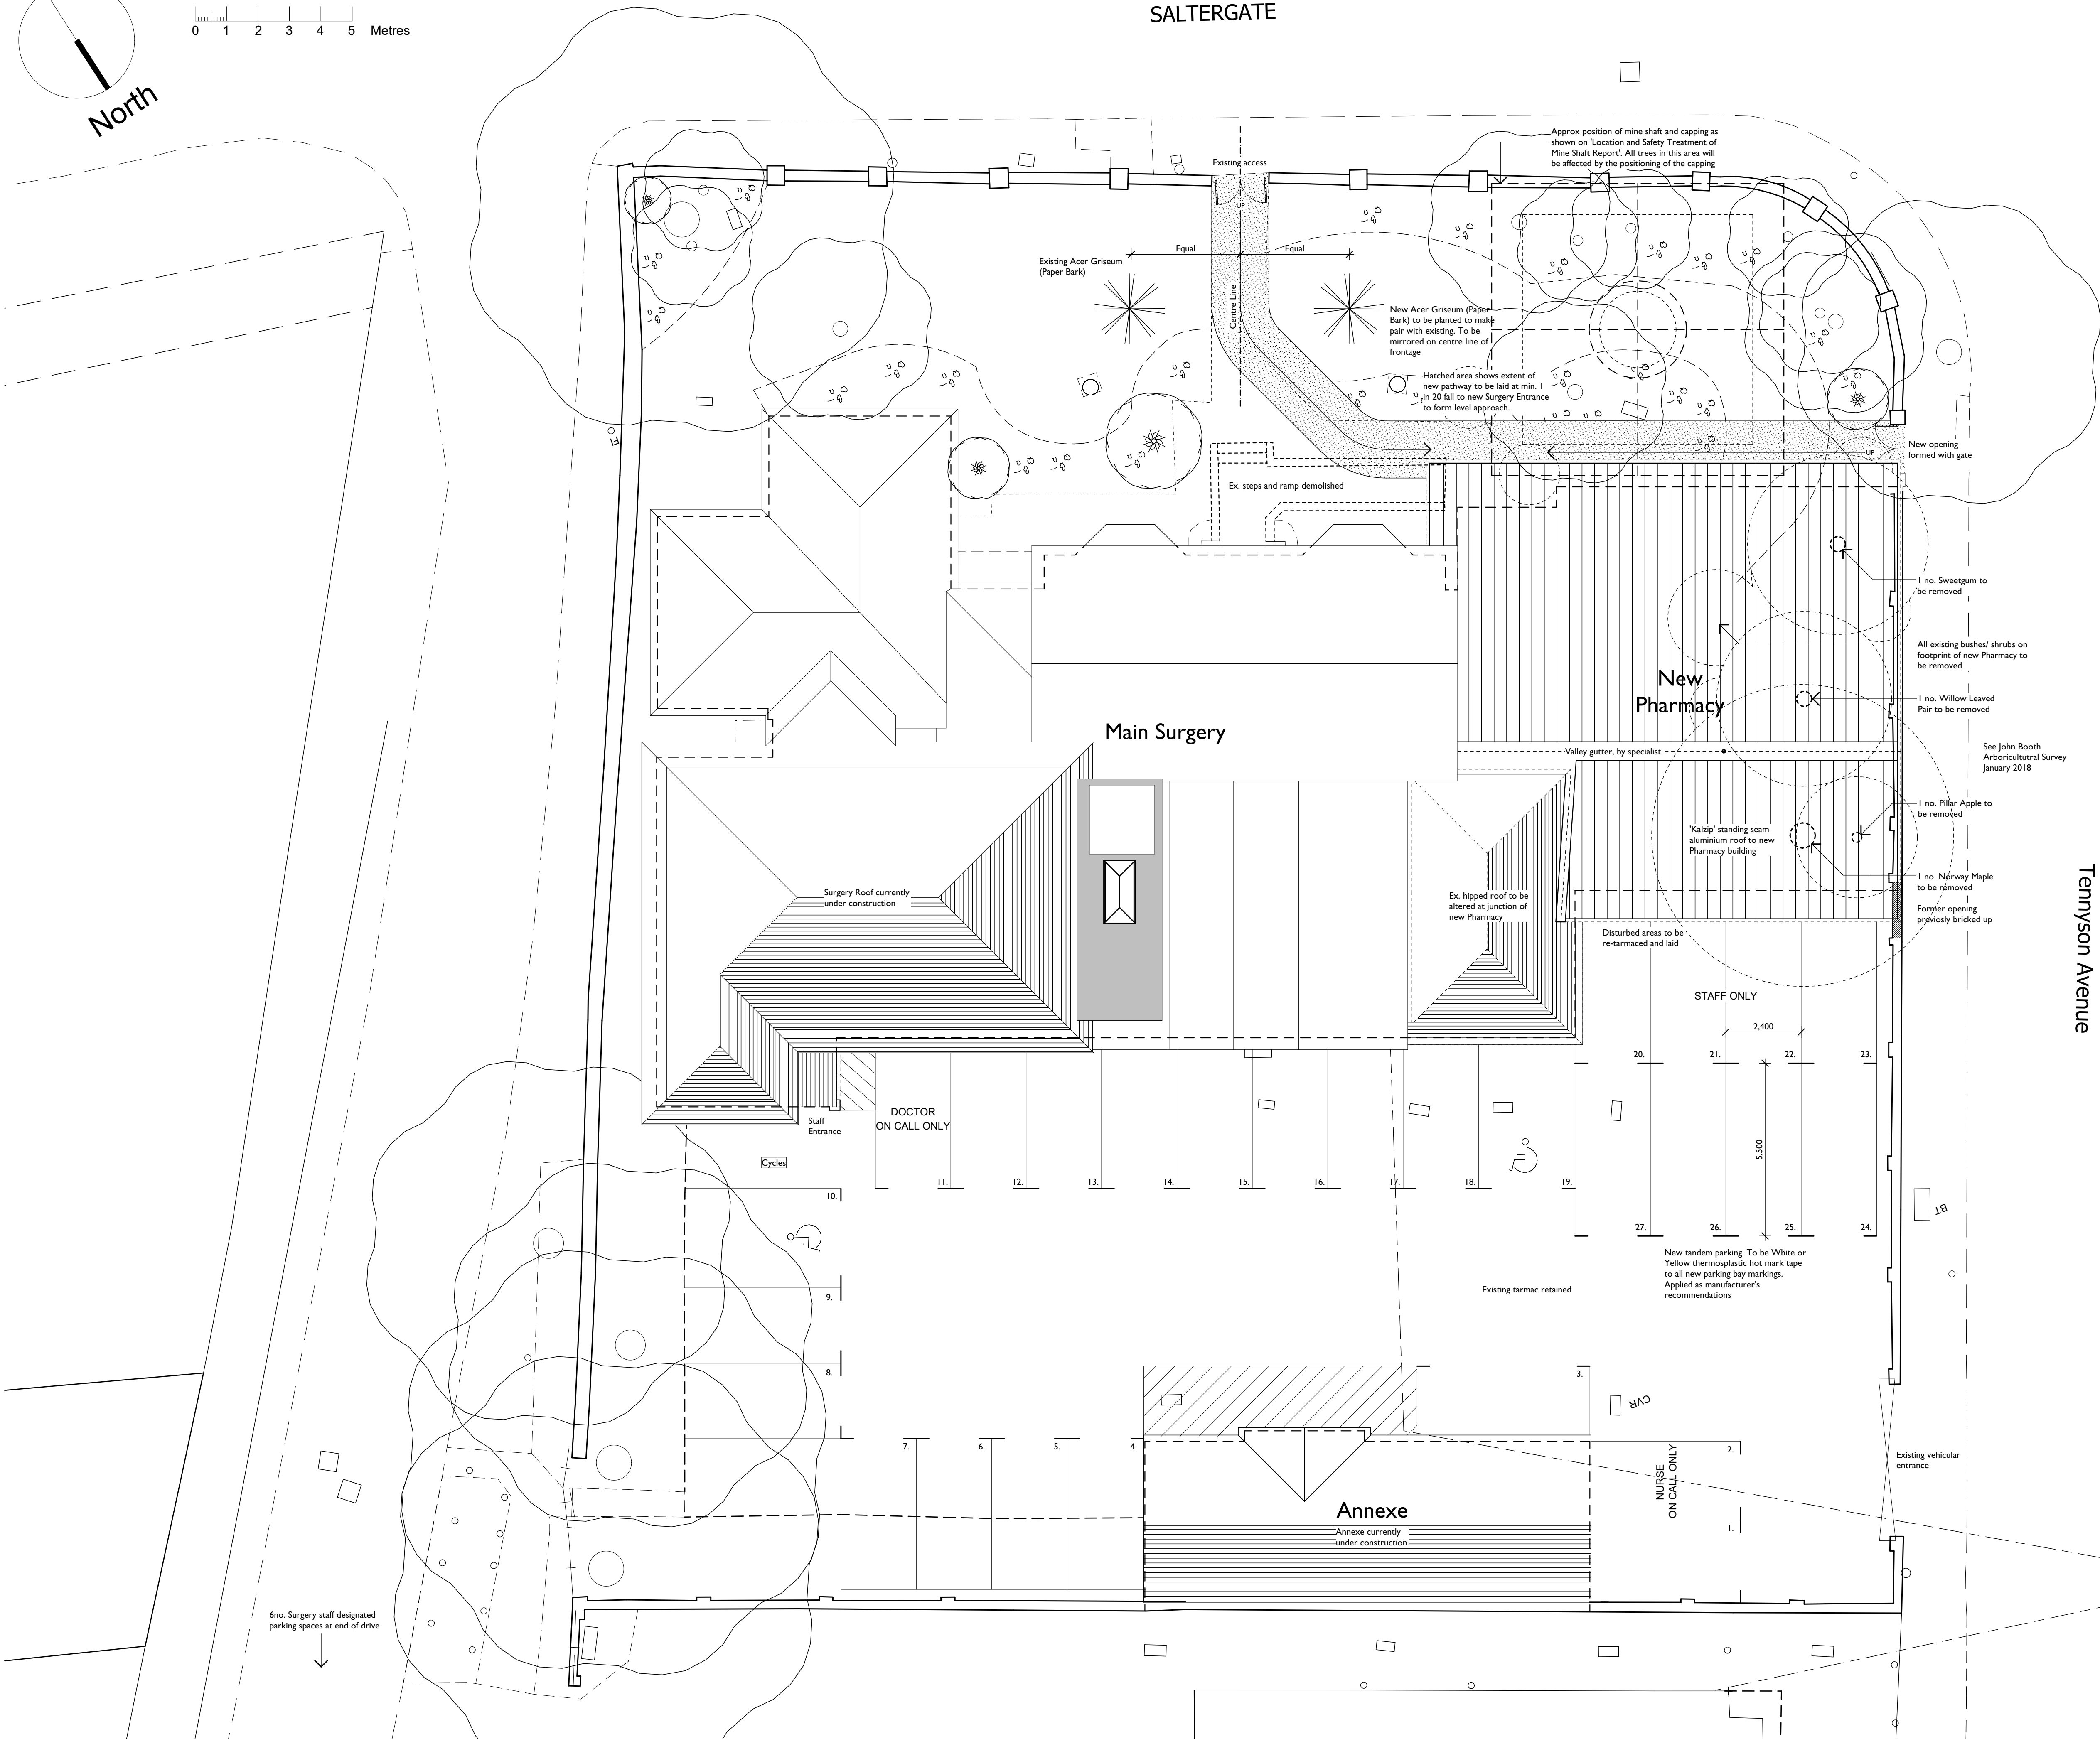 SALTERGATE
0 1 2 3 4 5 Metres
North
Approx position of mine shaft and capping as
shown on 'Location and Safety Treatment of
Mine Shaft Report'. All trees in this area will
be affected by the positioning of the capping
Existing access
UP
Equal
Equal
Existing Acer Griseum
(Paper Bark)
Centre Line
New Acer Griseum (Paper
Bark) to be planted to make
pair with existing. To be
mirrored on centre line of
frontage
Hatched area shows extent of
new pathway to be laid at min. 1
in 20 fall to new Surgery Entrance
to form level approach.
FI
New opening
formed with gate
UP
Ex. steps and ramp demolished
1 no. Sweetgum to
be removed
All existing bushes/ shrubs on
footprint of new Pharmacy to
be removed
New
Pharmacy
1 no. Willow Leaved
Pair to be removed
Main Surgery
Valley gutter, by specialist.
See John Booth
Arboricultutral Survey
January 2018
1 no. Pillar Apple to
be removed
'Kalzip' standing seam
aluminium roof to new
Pharmacy building
1 no. Norway Maple
to be removed
Surgery Roof currently
under construction
Ex. hipped roof to be
altered at junction of
new Pharmacy
Former opening
previosly bricked up
Disturbed areas to be
re-tarmaced and laid
Tennyson Avenue
STAFF ONLY
2,400
20.
21.
22.
23.
Staff
Entrance
DOCTOR
ON CALL ONLY
5,500
Cycles
10.
11.
12.
13.
14.
15.
16.
17.
18.
19.
BT
27.
26.
25.
24.
New tandem parking. To be White or
Yellow thermosplastic hot mark tape
to all new parking bay markings.
Applied as manufacturer's
recommendations
Existing tarmac retained
9.
8.
3.
CVR
7.
6.
5.
4.
2.
NURSE
ON CALL ONLY
Existing vehicular
entrance
Annexe
Annexe currently
under construction
1.
6no. Surgery staff designated
parking spaces at end of drive